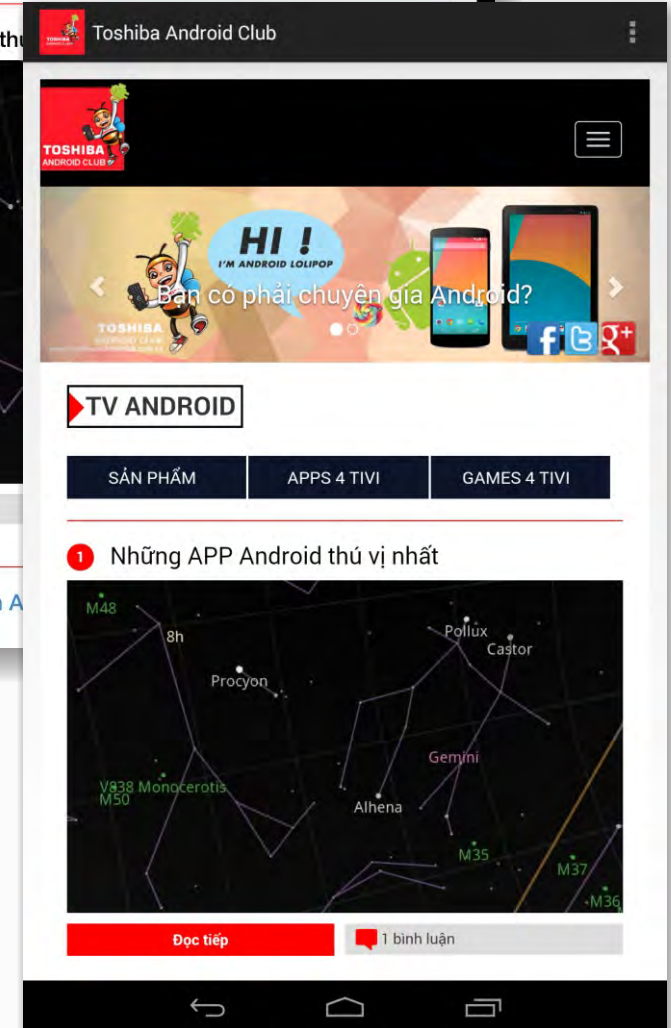 thú
Toshiba Android Club
TOSHIBA
ANDROID CLUB
HI !
I'M ANDROID LOLIPOP
Bạn có phải chuyên gia Android?
TOSHIBA
TV ANDROID
SẢN PHẨM
APPS 4 TIVI
GAMES 4 TIVI
1 Những APP Android thú vị nhất
M48
8h
Pollux
Castor
Procyon
Gemini
V838 Monocerotis
M50
Alhena
M35
M37
M36
A
Đọc tiếp
1 bình luận